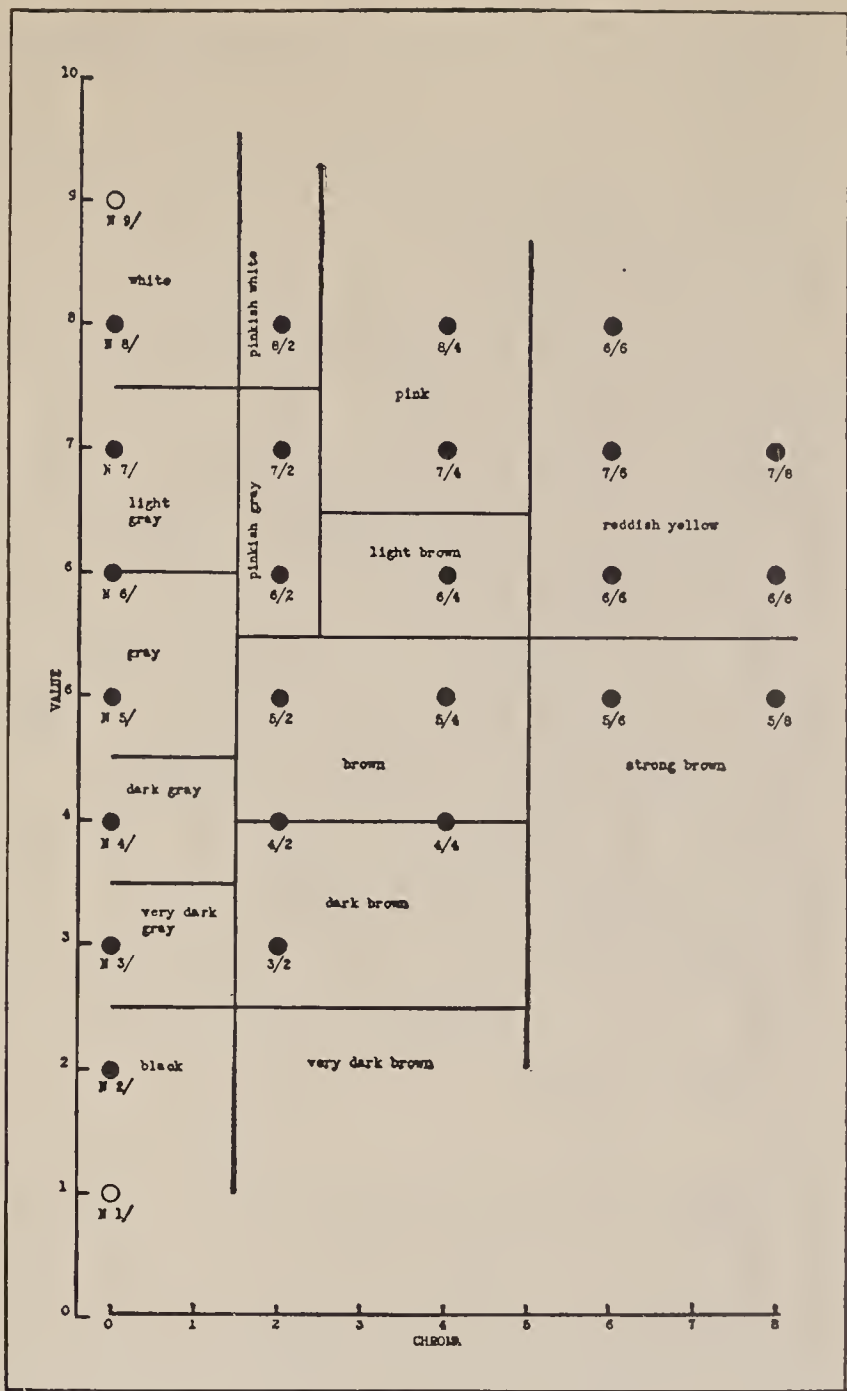 10
9
N 9/
white
pinkish white
8
N 8/
8/2
8/4
6/6
pink
7
N 7/
7/2
7/4
7/6
7/8
light
gray
pinkish gray
reddish yellow
light brown
6
N 6/
6/2
6/4
6/6
6/6
gray
VALUE
6
N 5/
5/2
5/4
5/6
5/8
brown
strong brown
dark gray
4
N 4/
4/2
4/4
very dark
gray
dark brown
3
N 3/
3/2
2
N 2/
black
very dark brown
1
N 1/
0
0 1 2 3 4 5 6 7 8
CHROMA